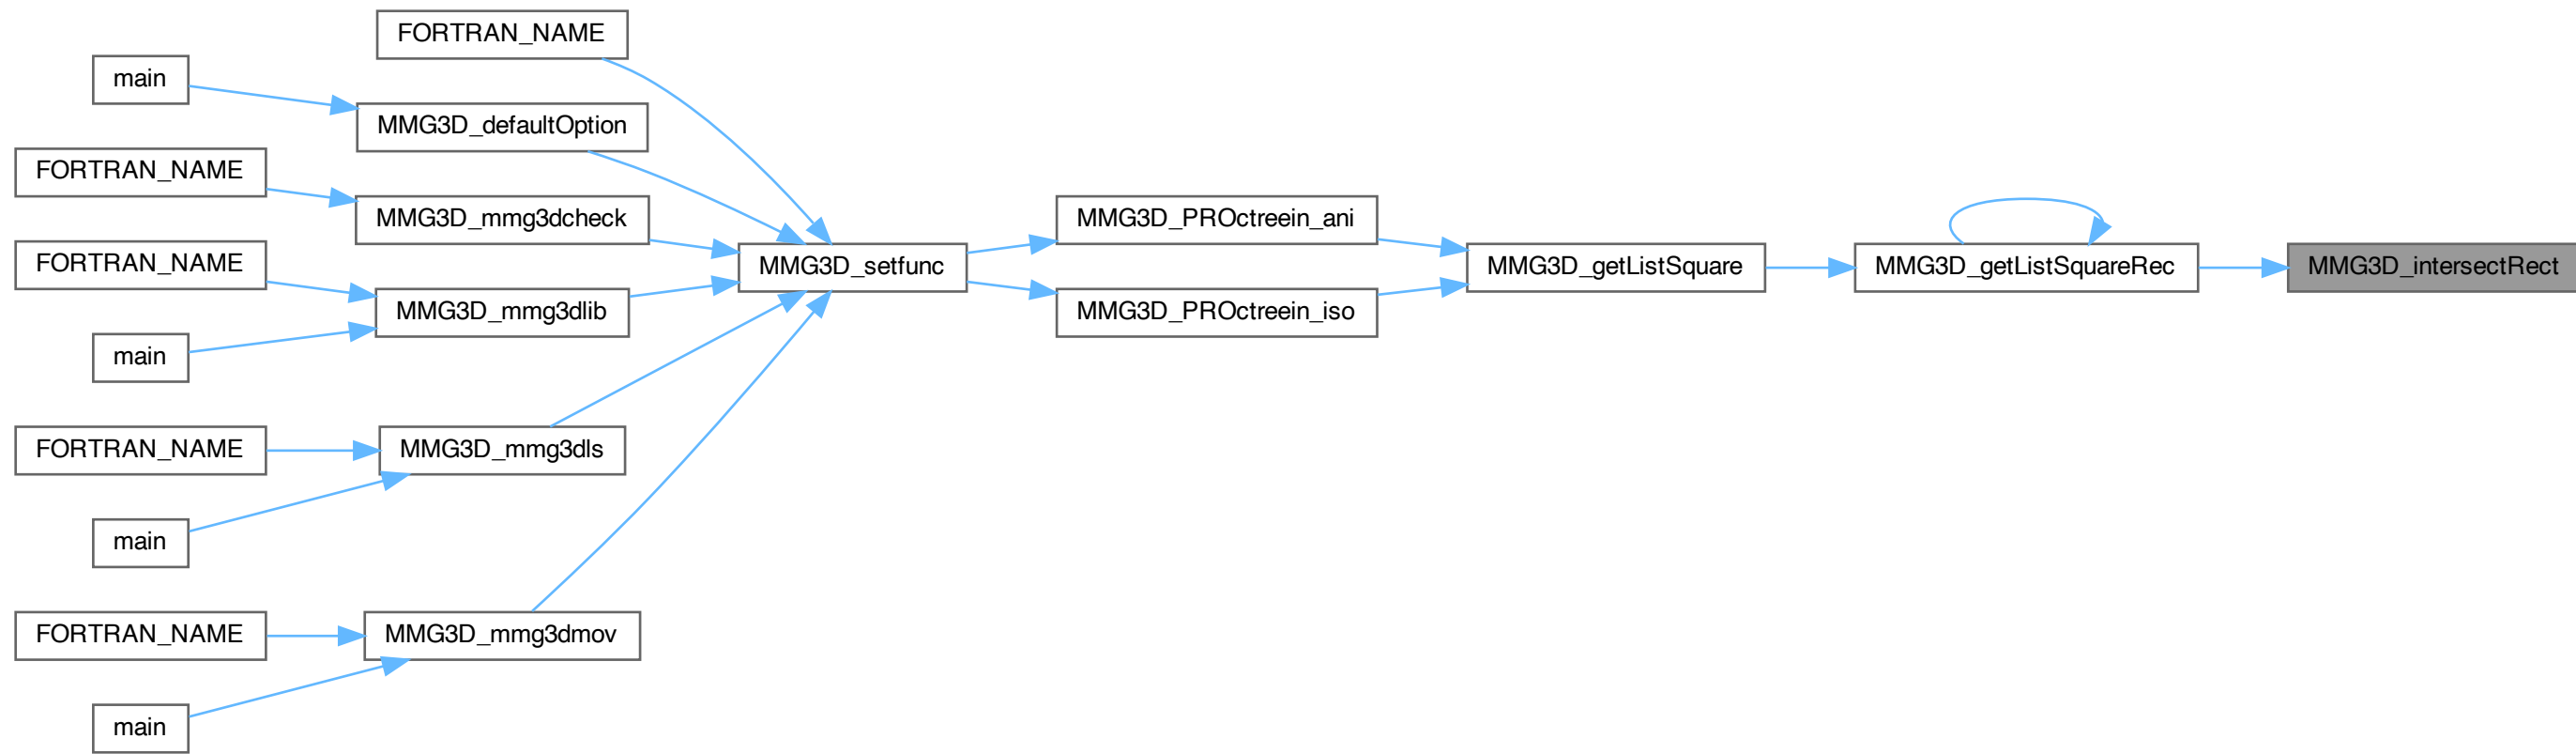 FORTRAN_NAME
main
MMG3D_defaultOption
FORTRAN_NAME
MMG3D_mmg3dcheck
MMG3D_PROctreein_ani
FORTRAN_NAME
MMG3D_setfunc
MMG3D_getListSquare
MMG3D_getListSquareRec
MMG3D_intersectRect
MMG3D_mmg3dlib
MMG3D_PROctreein_iso
main
FORTRAN_NAME
MMG3D_mmg3dls
main
FORTRAN_NAME
MMG3D_mmg3dmov
main